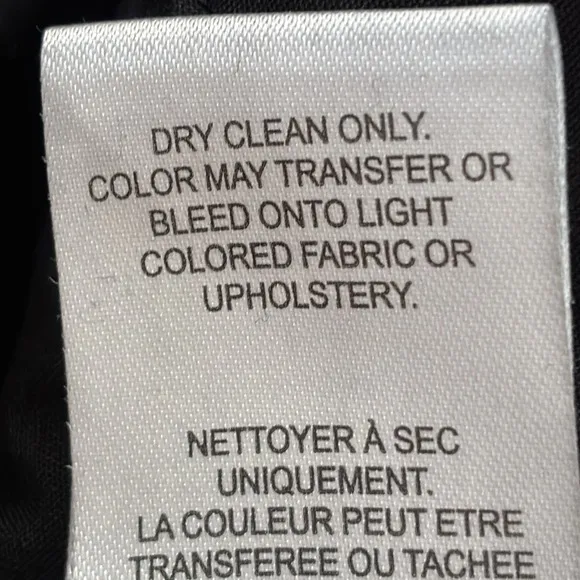 DRY CLEAN ONLY.
COLOR MAY TRANSFER OR
BLEED ONTO LIGHT
COLORED FABRIC OR
UPHOLSTERY.
NETTOYER À SEC
UNIQUEMENT.
LA COULEUR PEUT ETRE
TRANSFEREE OU TACHEE